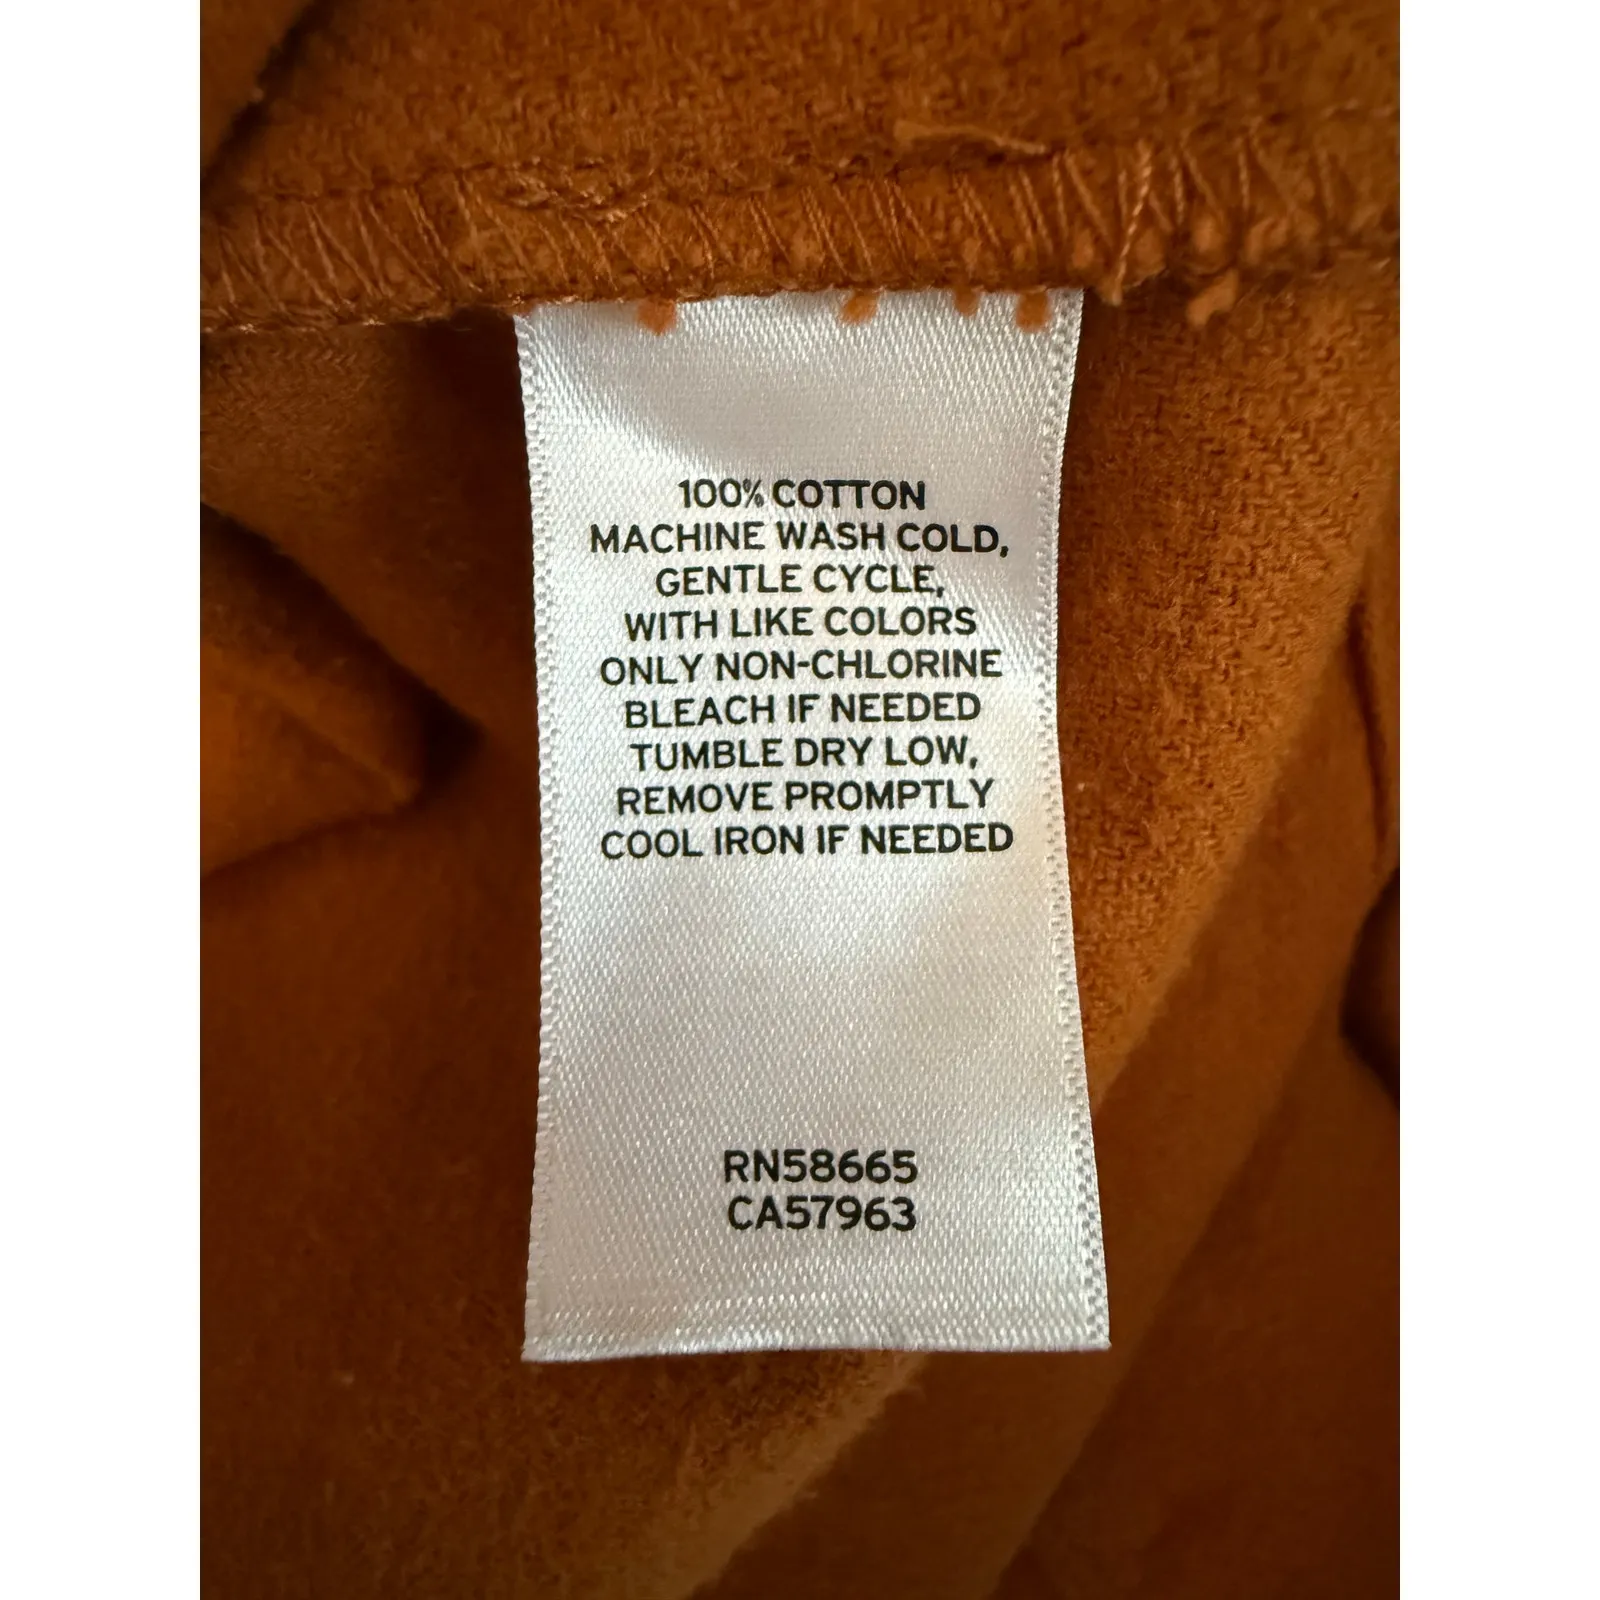 100% COTTON
MACHINE WASH COLD,
GENTLE CYCLE,
WITH LIKE COLORS
ONLY NON-CHLORINE
BLEACH IF NEEDED
TUMBLE DRY LOW,
REMOVE PROMPTLY
COOL IRON IF NEEDED
RN58665
CA57963